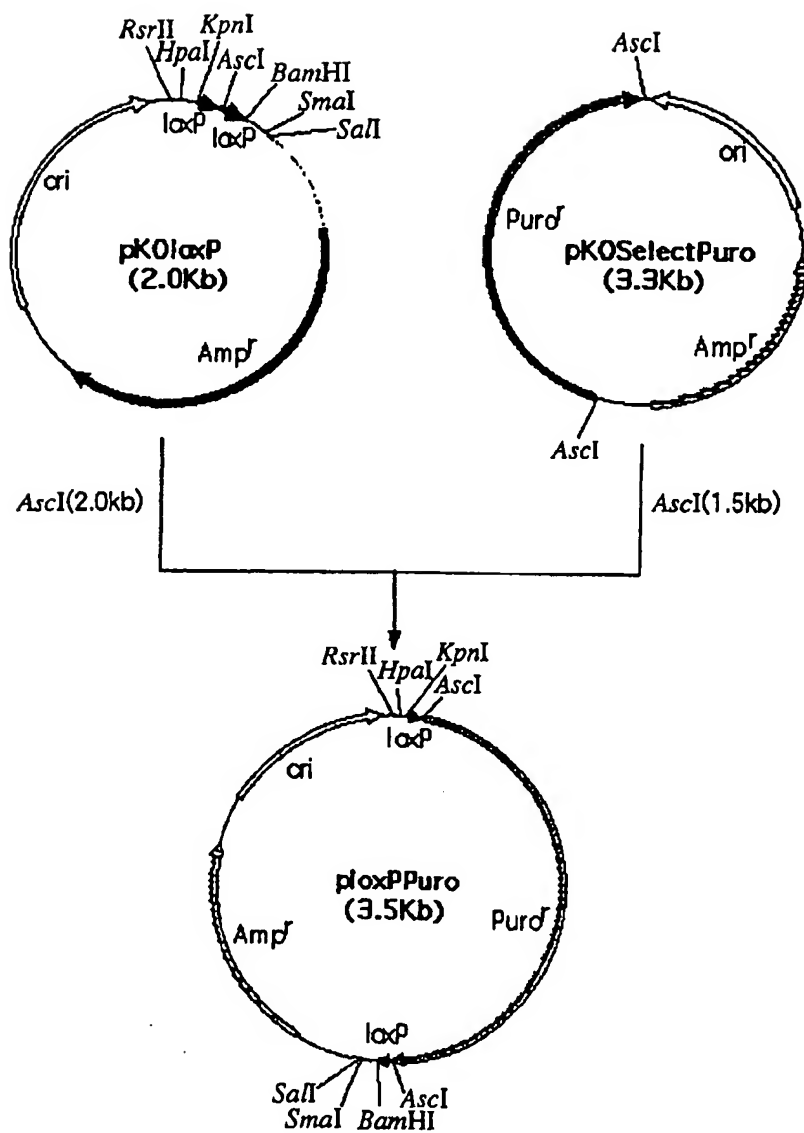 RsrII
HpaI
KpnI
AscI
BamHI
SmaI
SalI
loxP
loxP
ori
pKOloxP
(2.0Kb)
Ampʳ
AscI
ori
Puroʳ
pKOSelectPuro
(3.3Kb)
Ampʳ
AscI
AscI(2.0kb)
AscI(1.5kb)
RsrII
HpaI
KpnI
AscI
loxP
ori
ploxPPuro
(3.5Kb)
Ampʳ
Puroʳ
loxP
SalI
SmaI
BamHI
AscI